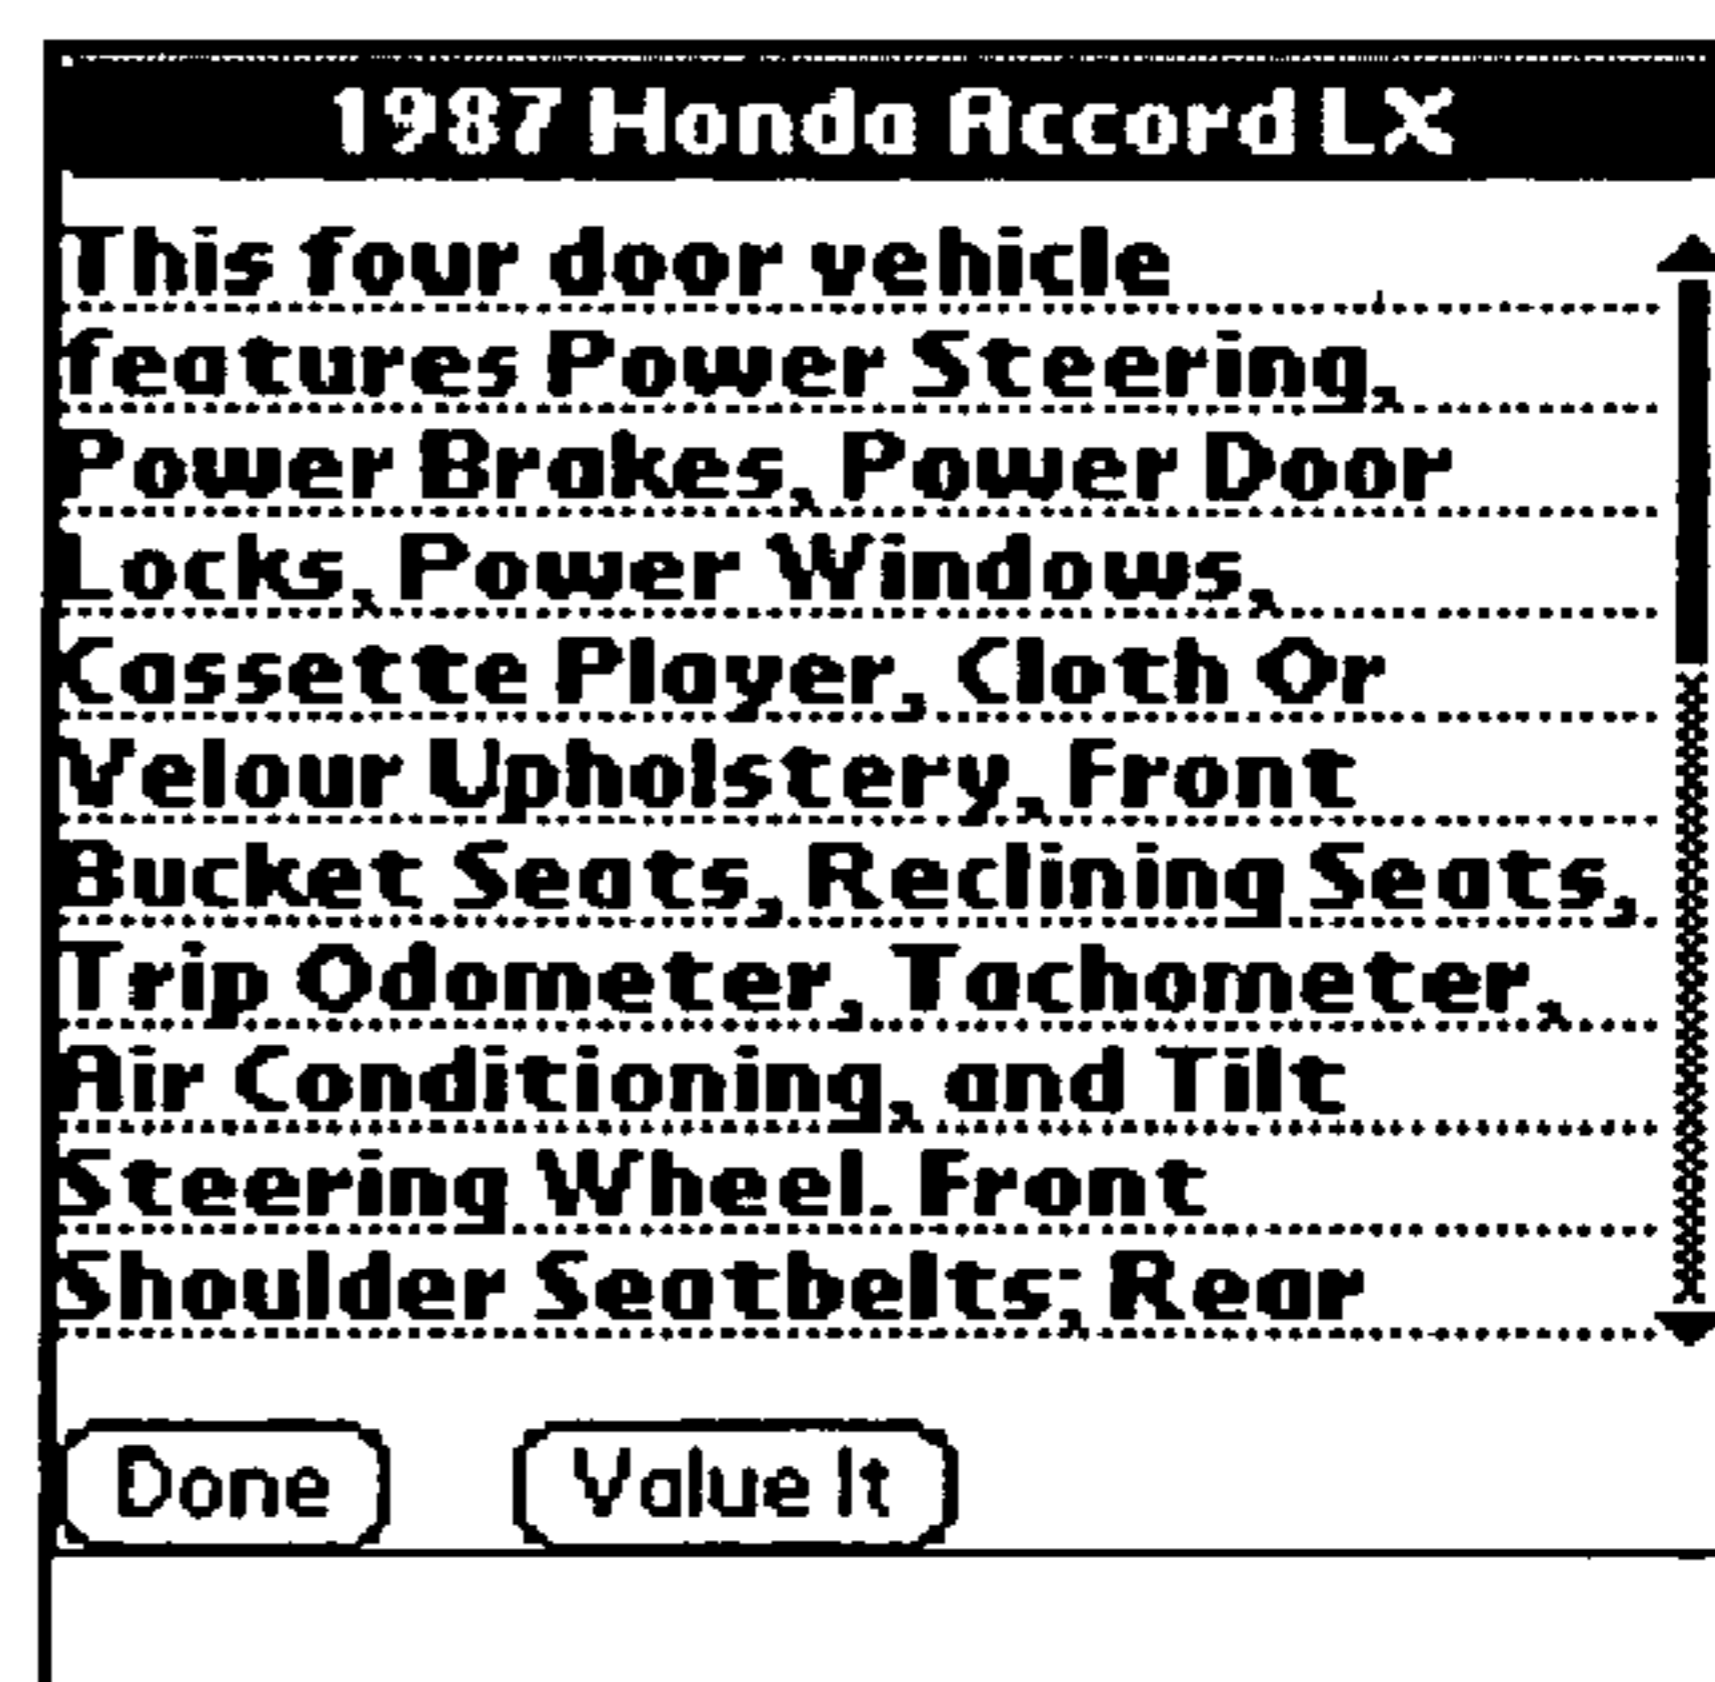 1987 Honda Accord LX
This four door vehicle
features Power Steering,
Power Brakes, Power Door
Locks, Power Windows,
Cassette Player, Cloth Or
Velour Upholstery, Front
Bucket Seats, Reclining Seats,
Trip Odometer, Tachometer,
Air Conditioning, and Tilt
Steering Wheel. Front
Shoulder Seatbelts; Rear
Done
Value It